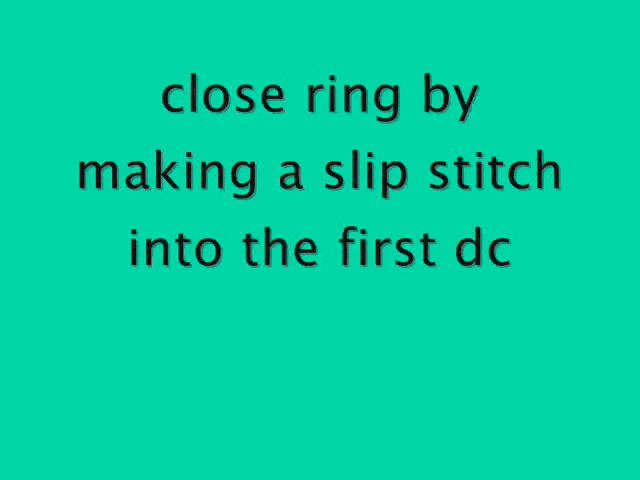 close ring by
making a slip stitch
into the first dc